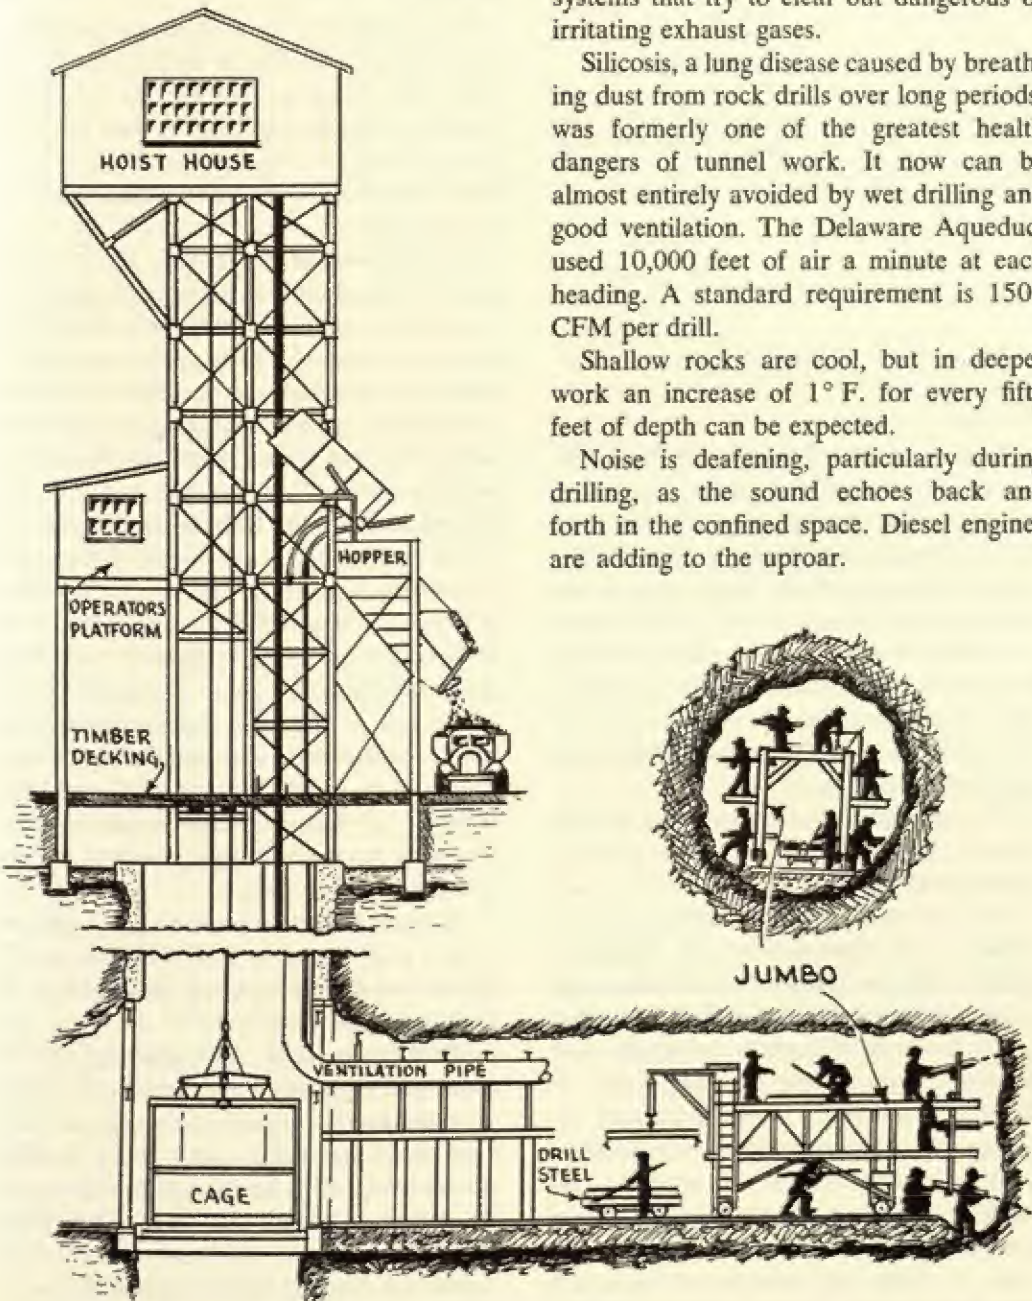 irritating exhaust gases.
Silicosis, a lung disease caused by breath
ing dust from rock drills over long periods
was formerly one of the greatest healt
dangers of tunnel work. It now can b
almost entirely avoided by wet drilling an
good ventilation. The Delaware Aqueduc
used 10,000 feet of air a minute at eac
heading. A standard requirement is 150
CFM per drill.
Shallow rocks are cool, but in deepe
work an increase of 1° F. for every fift
feet of depth can be expected.
Noise is deafening, particularly durin
drilling, as the sound echoes back an
forth in the confined space. Diesel engine
are adding to the uproar.
HOIST HOUSE
HOPPER
OPERATORS
PLATFORM
TIMBER
DECKING
JUMBO
VENTILATION PIPE
DRILL
STEEL
CAGE